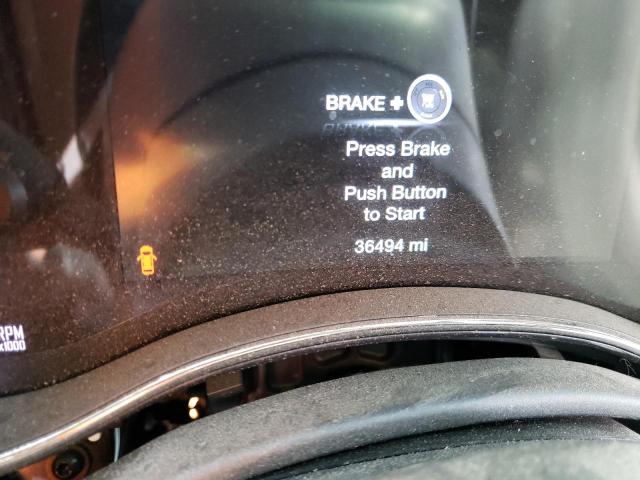 BRAKE +
Press Brake
and
Push Button
to Start
36494 mi
RPM
x1000